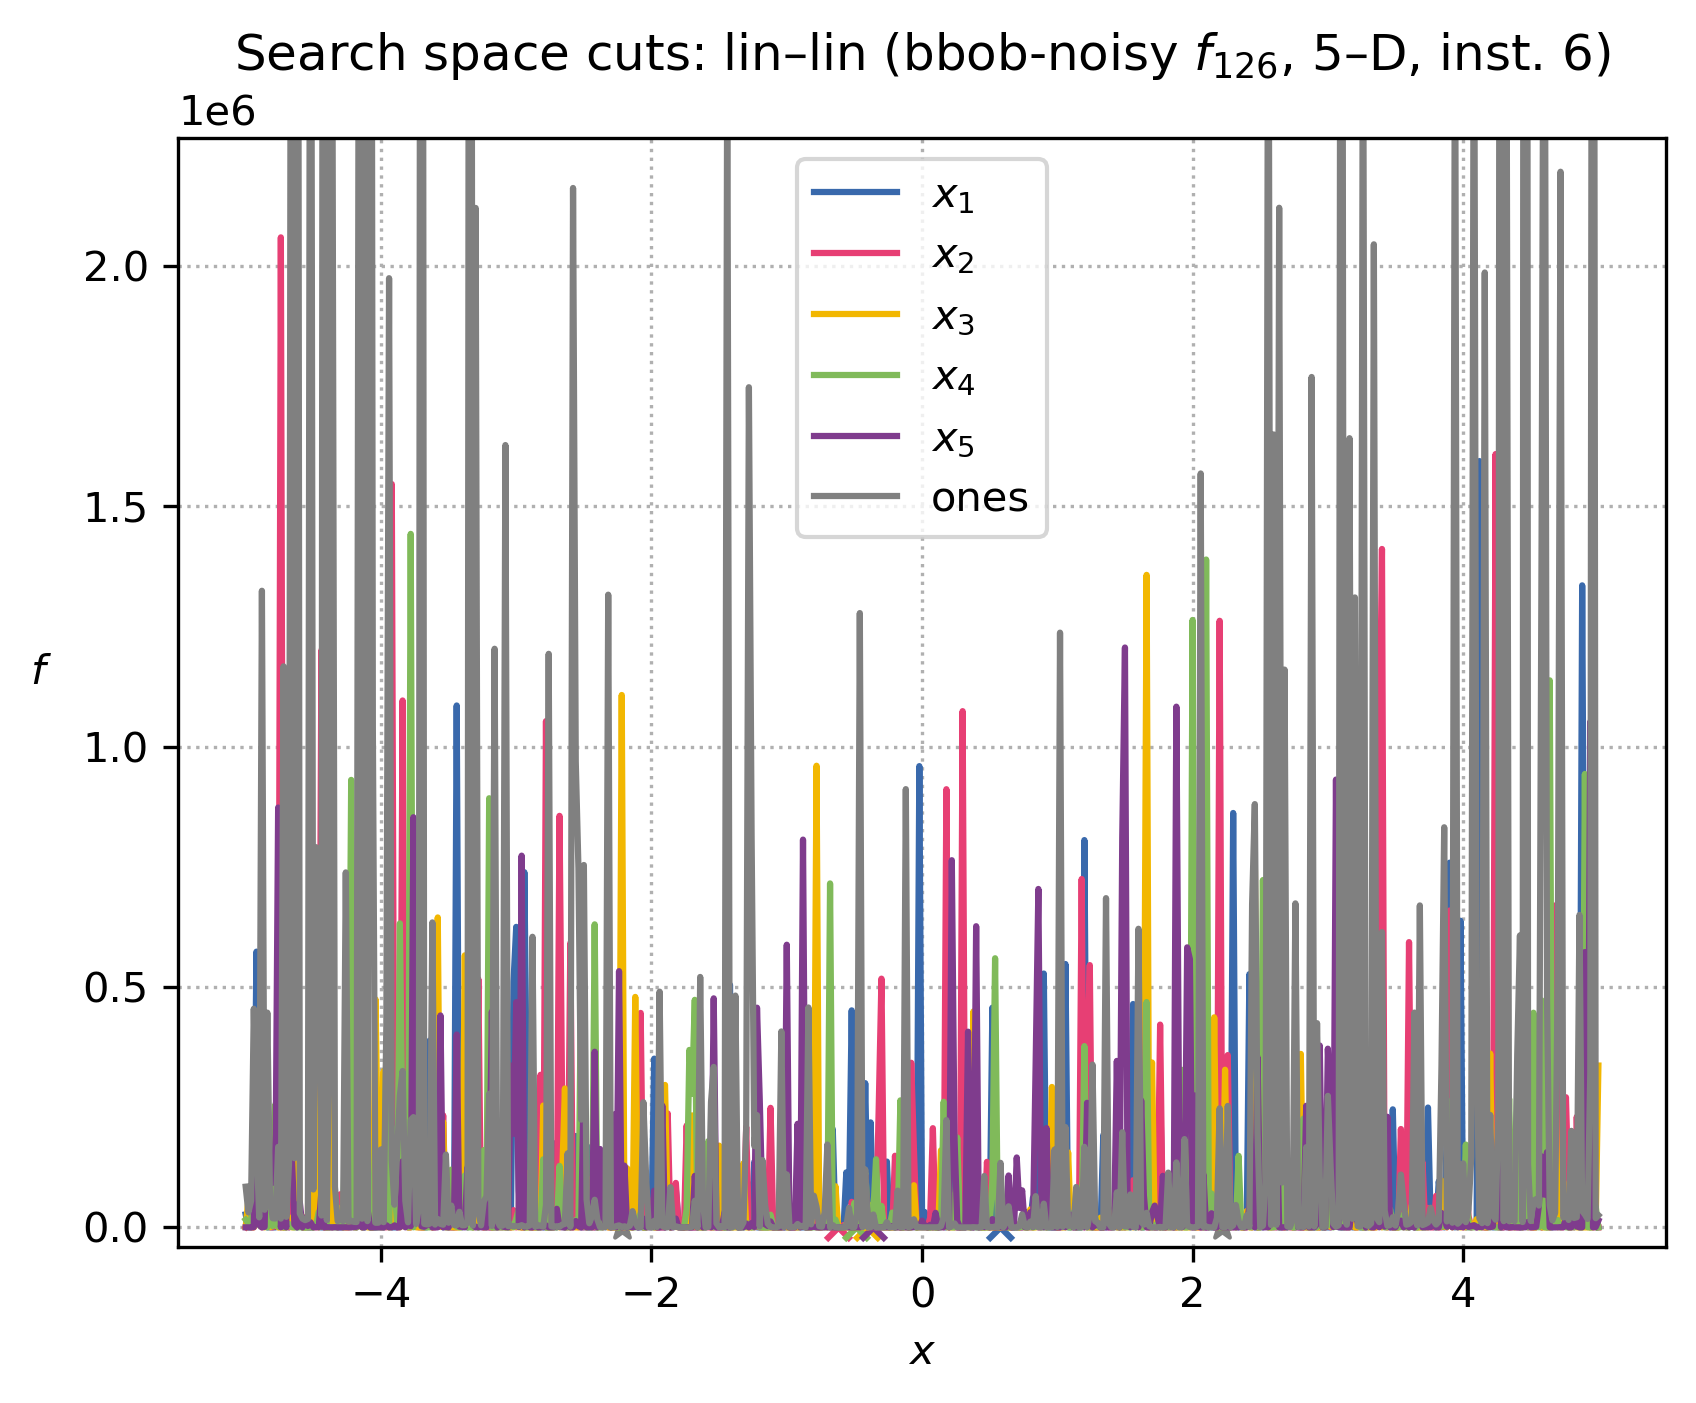 Search space cuts: lin–lin (bbob-noisy f₁₂₆, 5–D, inst. 6)
1e6
x₁
x₂
x₃
x₄
x₅
ones
2.0
1.5
1.0
0.5
0.0
f
−4
−2
0
2
4
x